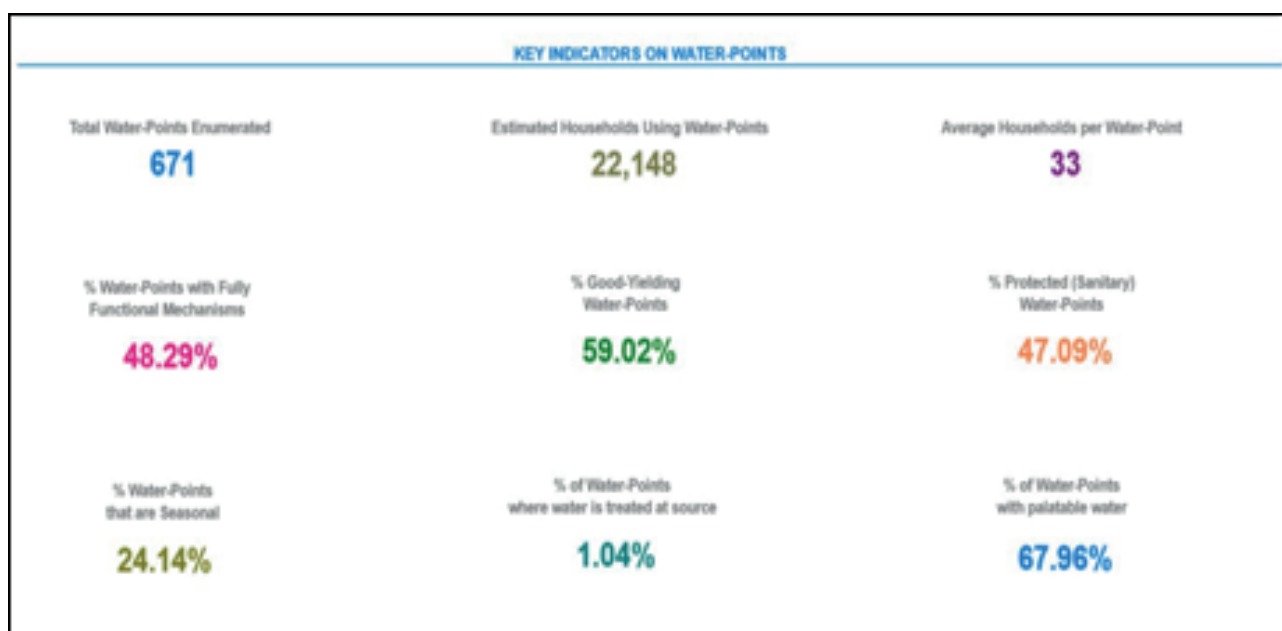 KEY INDICATORS ON WATER-POINTS
Total Water-Points Enumerated
671
Estimated Households Using Water-Points
22,148
Average Households per Water-Point
33
% Water-Points with Fully
Functional Mechanisms
48.29%
% Good-Yielding
Water-Points
59.02%
% Protected (Sanitary)
Water-Points
47.09%
% Water-Points
that are Seasonal
24.14%
% of Water-Points
where water is treated at source
1.04%
% of Water-Points
with palatable water
67.96%